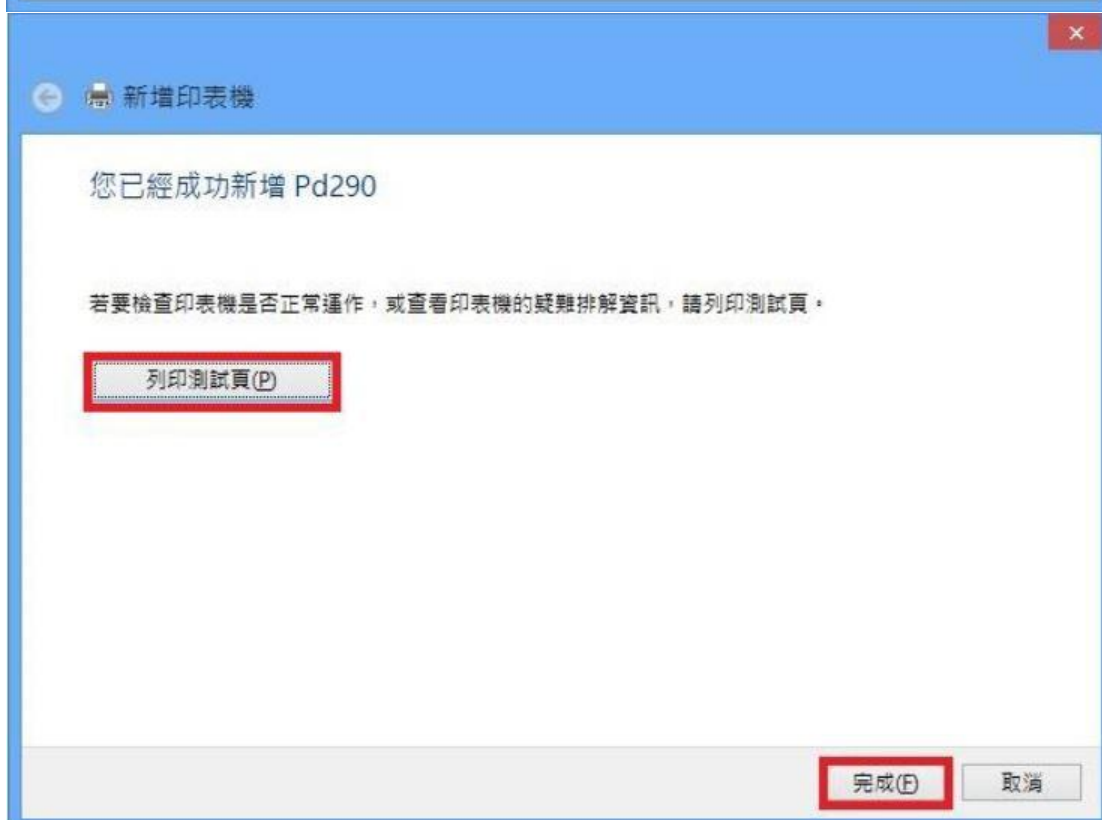 新增印表機
您已經成功新增 Pd290
若要檢查印表機是否正常運作，或查看印表機的疑難排解資訊，請列印測試頁。
列印測試頁(P)
完成(F)
取消